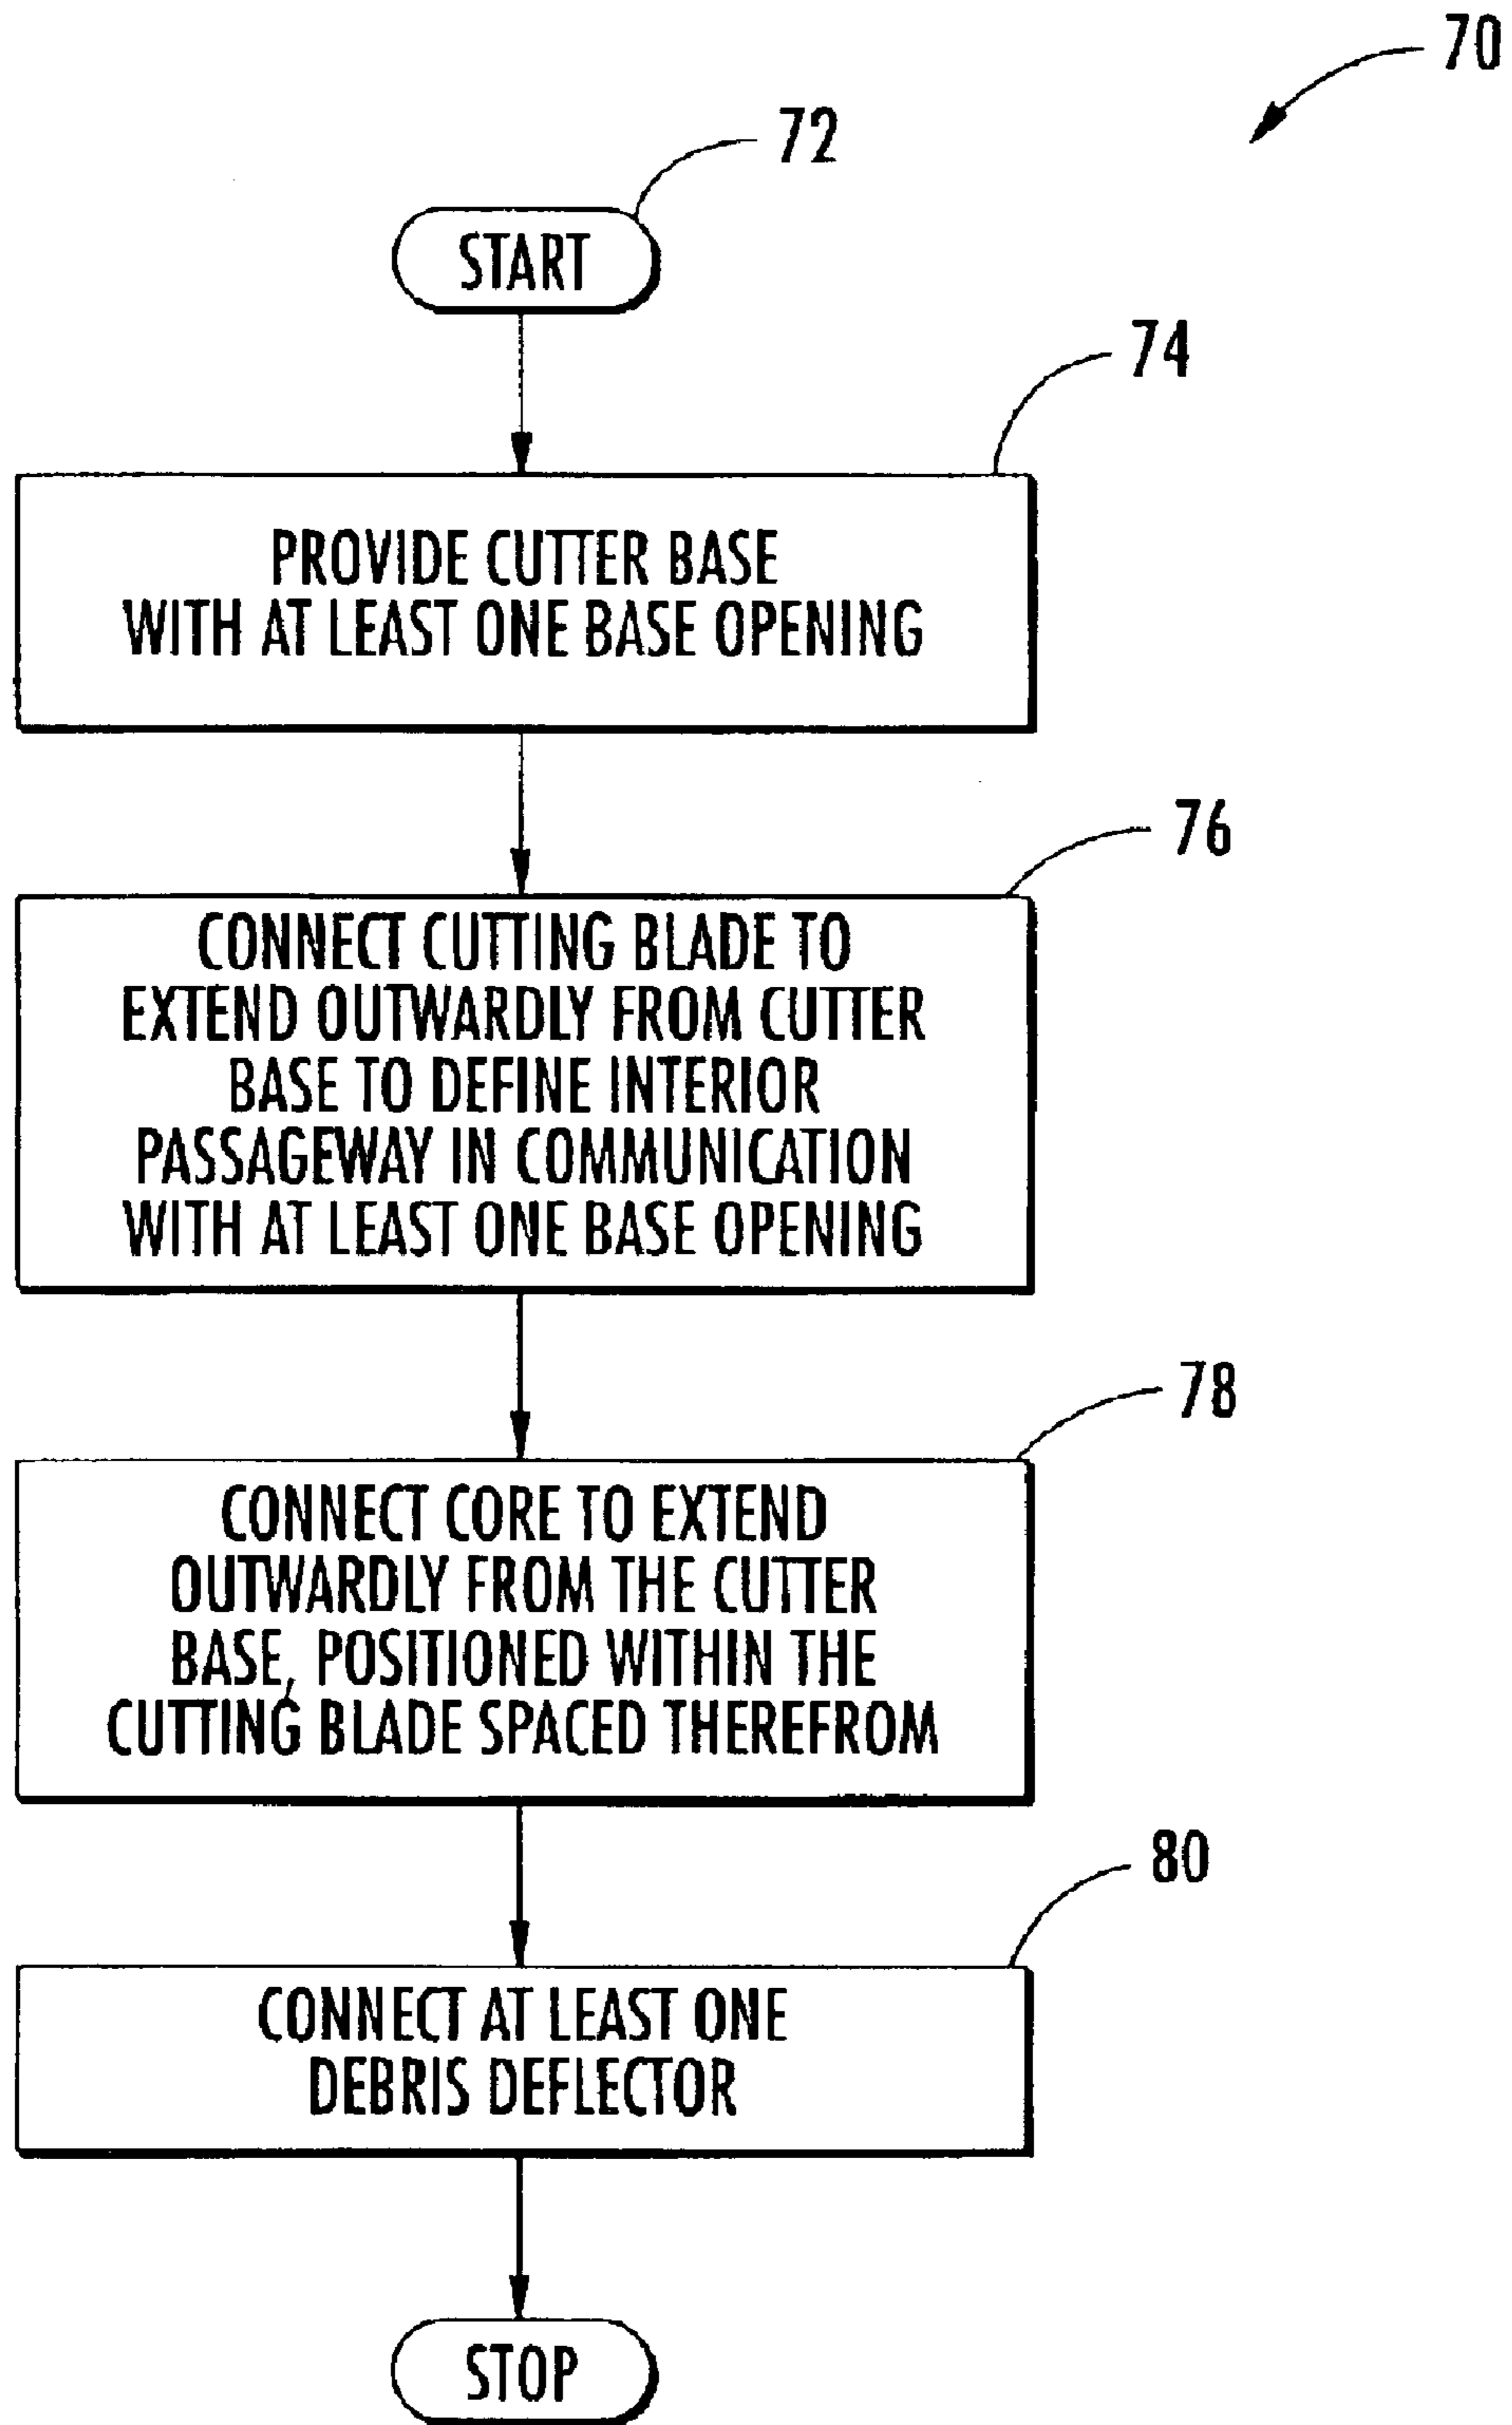 70
72
START
74
PROVIDE CUTTER BASE
WITH AT LEAST ONE BASE OPENING
76
CONNECT CUTTING BLADE TO
EXTEND OUTWARDLY FROM CUTTER
BASE TO DEFINE INTERIOR
PASSAGEWAY IN COMMUNICATION
WITH AT LEAST ONE BASE OPENING
78
CONNECT CORE TO EXTEND
OUTWARDLY FROM THE CUTTER
BASE, POSITIONED WITHIN THE
CUTTING BLADE SPACED THEREFROM
80
CONNECT AT LEAST ONE
DEBRIS DEFLECTOR
STOP